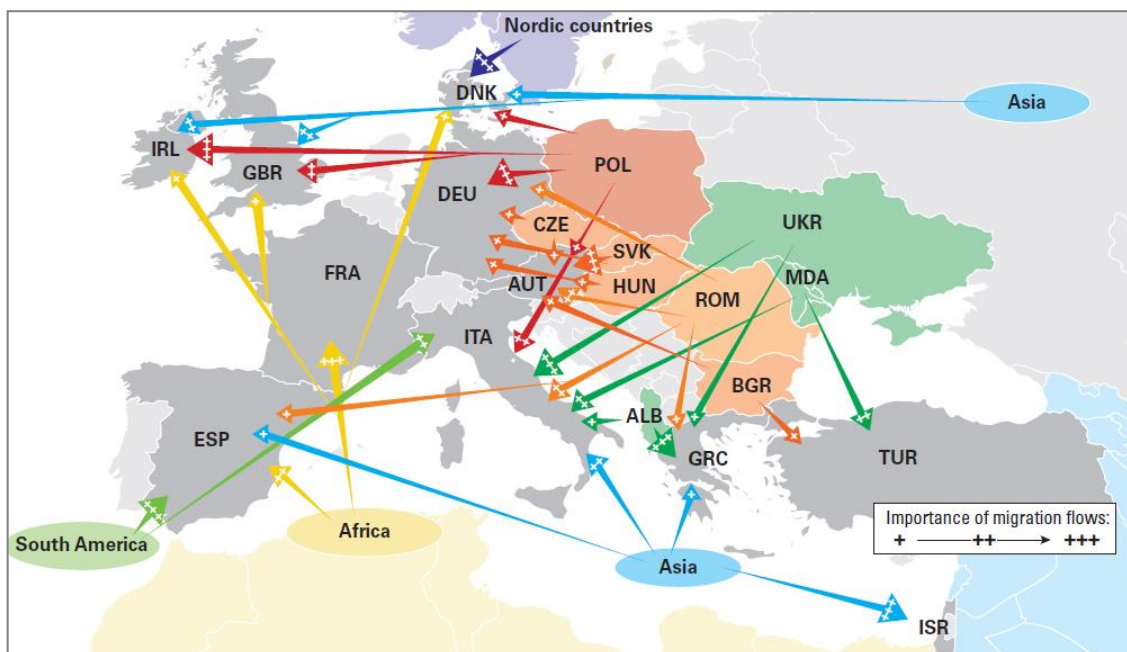 Nordic countries
DNK
Asia
IRL
GBR
POL
DEU
UKR
CZE
SVK
MDA
FRA
AUT
HUN
ROM
ITA
BGR
ALB
ESP
GRC
TUR
Importance of migration flows:
+ ++ +++
South America
Africa
Asia
ISR